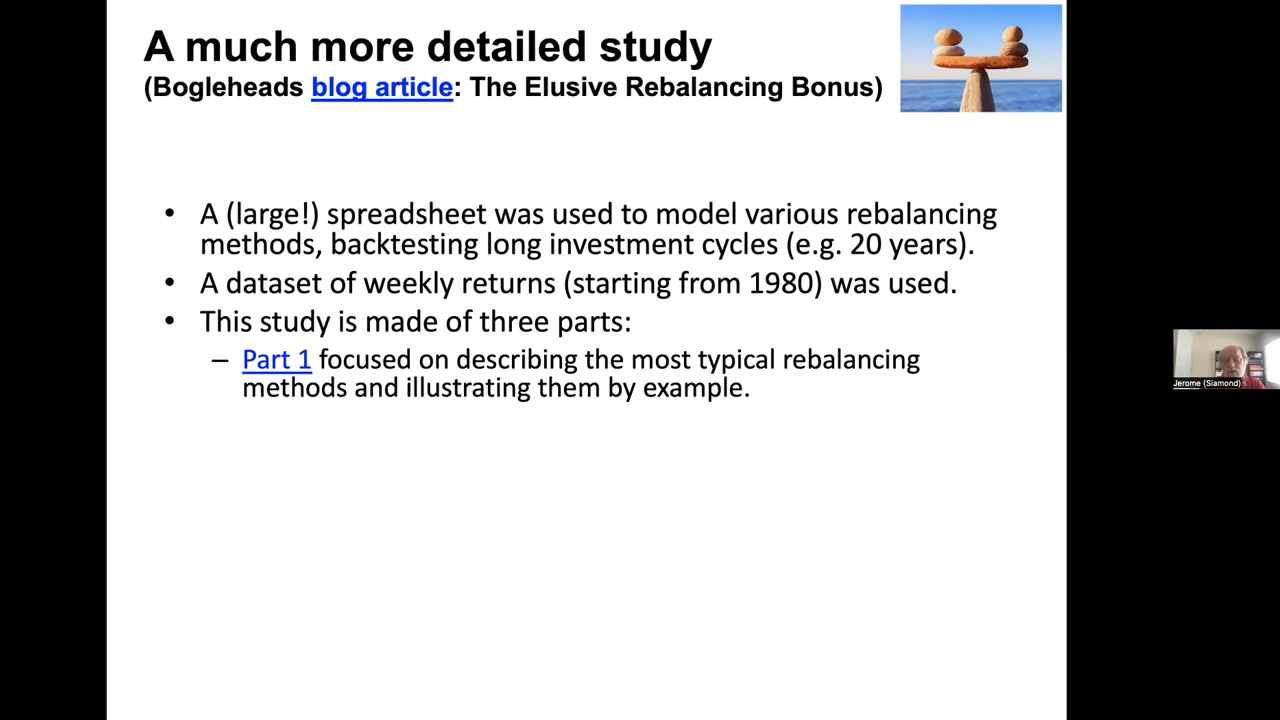 A much more detailed study
(Bogleheads blog article: The Elusive Rebalancing Bonus)
• A (large!) spreadsheet was used to model various rebalancing
methods, backtesting long investment cycles (e.g. 20 years).
• A dataset of weekly returns (starting from 1980) was used.
• This study is made of three parts:
– Part 1 focused on describing the most typical rebalancing
methods and illustrating them by example.
Jerome (Siamond)